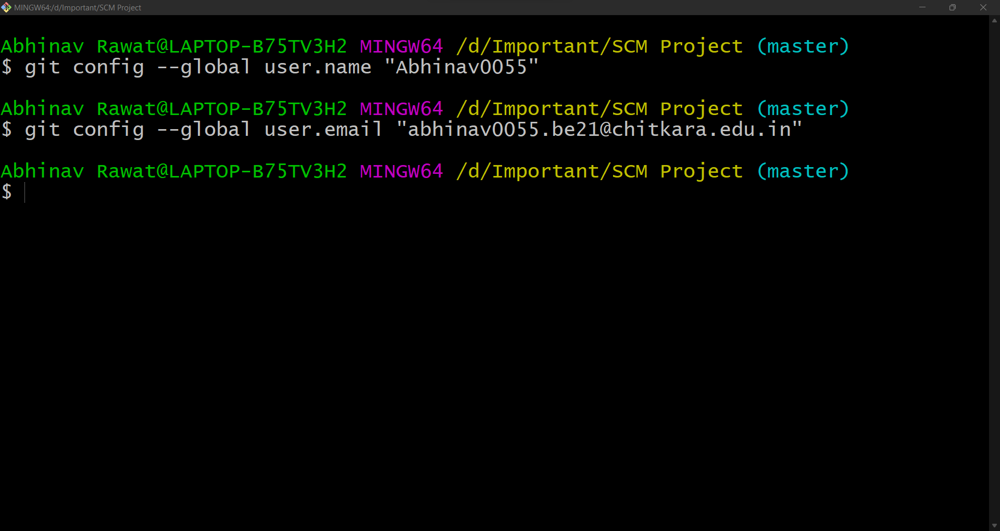 MINGW64:/d/Important/SCM Project
Abhinav Rawat@LAPTOP-B75TV3H2 MINGW64 /d/Important/SCM Project (master)
$ git config --global user.name "Abhinav0055"
Abhinav Rawat@LAPTOP-B75TV3H2 MINGW64 /d/Important/SCM Project (master)
$ git config --global user.email "abhinav0055.be21@chitkara.edu.in"
Abhinav Rawat@LAPTOP-B75TV3H2 MINGW64 /d/Important/SCM Project (master)
$